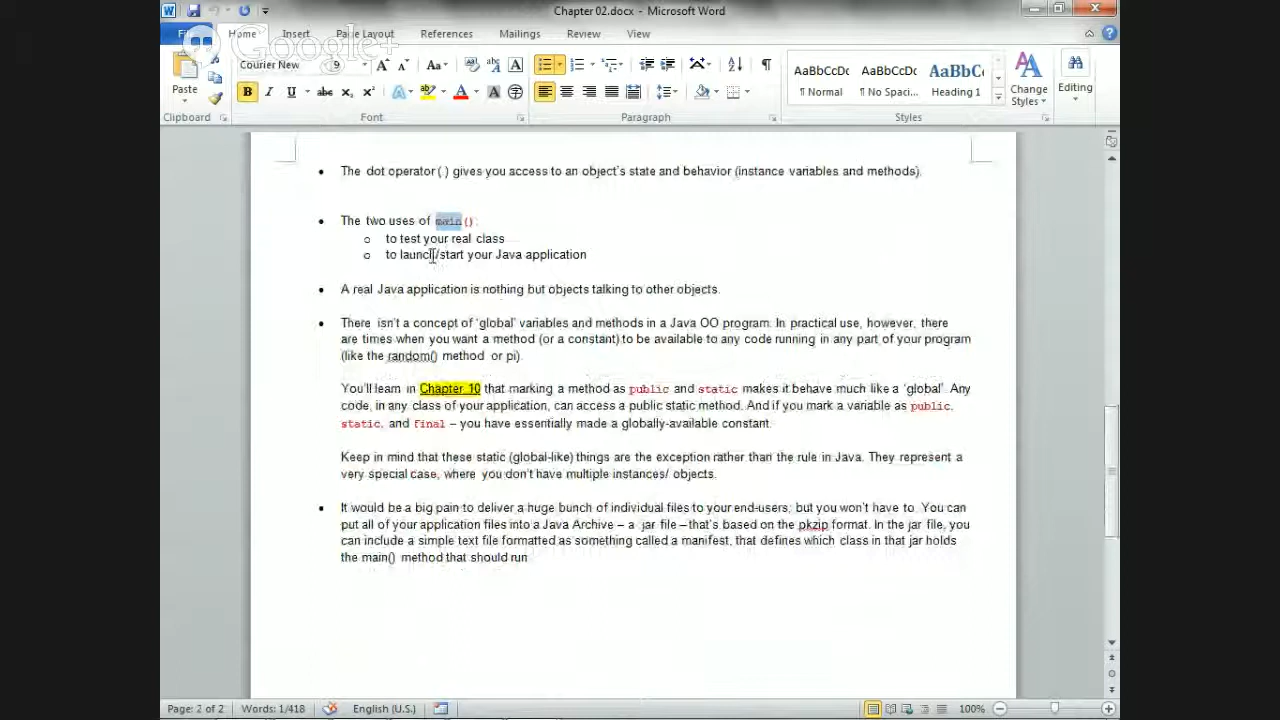 Chapter 02.docx - Microsoft Word
File Home Insert Page Layout References Mailings Review View
Google+
Courier New 9
Paste
B I U abc x₂ x²
AaBbCcDc AaBbCcDc AaBbCc
¶ Normal ¶ No Spaci... Heading 1
Change Styles Editing
Clipboard Font Paragraph Styles
• The dot operator (.) gives you access to an object's state and behavior (instance variables and methods).
• The two uses of main():
o to test your real class
o to launch/start your Java application
• A real Java application is nothing but objects talking to other objects.
• There isn't a concept of 'global' variables and methods in a Java OO program. In practical use, however, there
are times when you want a method (or a constant) to be available to any code running in any part of your program
(like the random() method or pi).
You'll learn in Chapter 10 that marking a method as public and static makes it behave much like a 'global'. Any
code, in any class of your application, can access a public static method. And if you mark a variable as public,
static, and final – you have essentially made a globally-available constant.
Keep in mind that these static (global-like) things are the exception rather than the rule in Java. They represent a
very special case, where you don't have multiple instances/ objects.
• It would be a big pain to deliver a huge bunch of individual files to your end-users; but you won't have to. You can
put all of your application files into a Java Archive – a .jar file – that's based on the pkzip format. In the jar file, you
can include a simple text file formatted as something called a manifest, that defines which class in that jar holds
the main() method that should run
Page: 2 of 2 Words: 1/418 English (U.S.) 100%